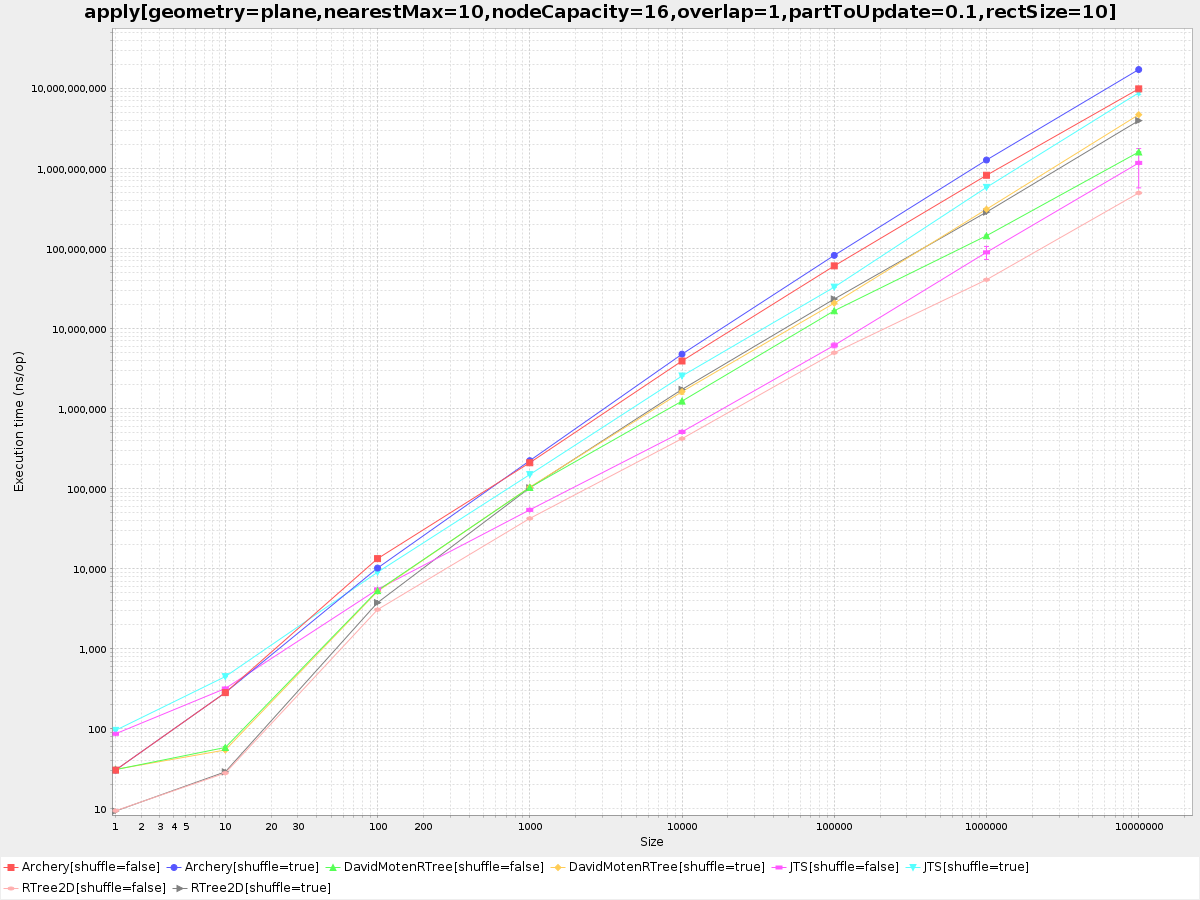 apply[geometry=plane,nearestMax=10,nodeCapacity=16,overlap=1,partToUpdate=0.1,rectSize=10]
Execution time (ns/op)
10,000,000,000
1,000,000,000
100,000,000
10,000,000
1,000,000
100,000
10,000
1,000
100
10
1 2 3 4 5 10 20 30 100 200 1000 10000 100000 1000000 10000000
Size
Archery[shuffle=false] Archery[shuffle=true] DavidMotenRTree[shuffle=false] DavidMotenRTree[shuffle=true] JTS[shuffle=false] JTS[shuffle=true]
RTree2D[shuffle=false] RTree2D[shuffle=true]